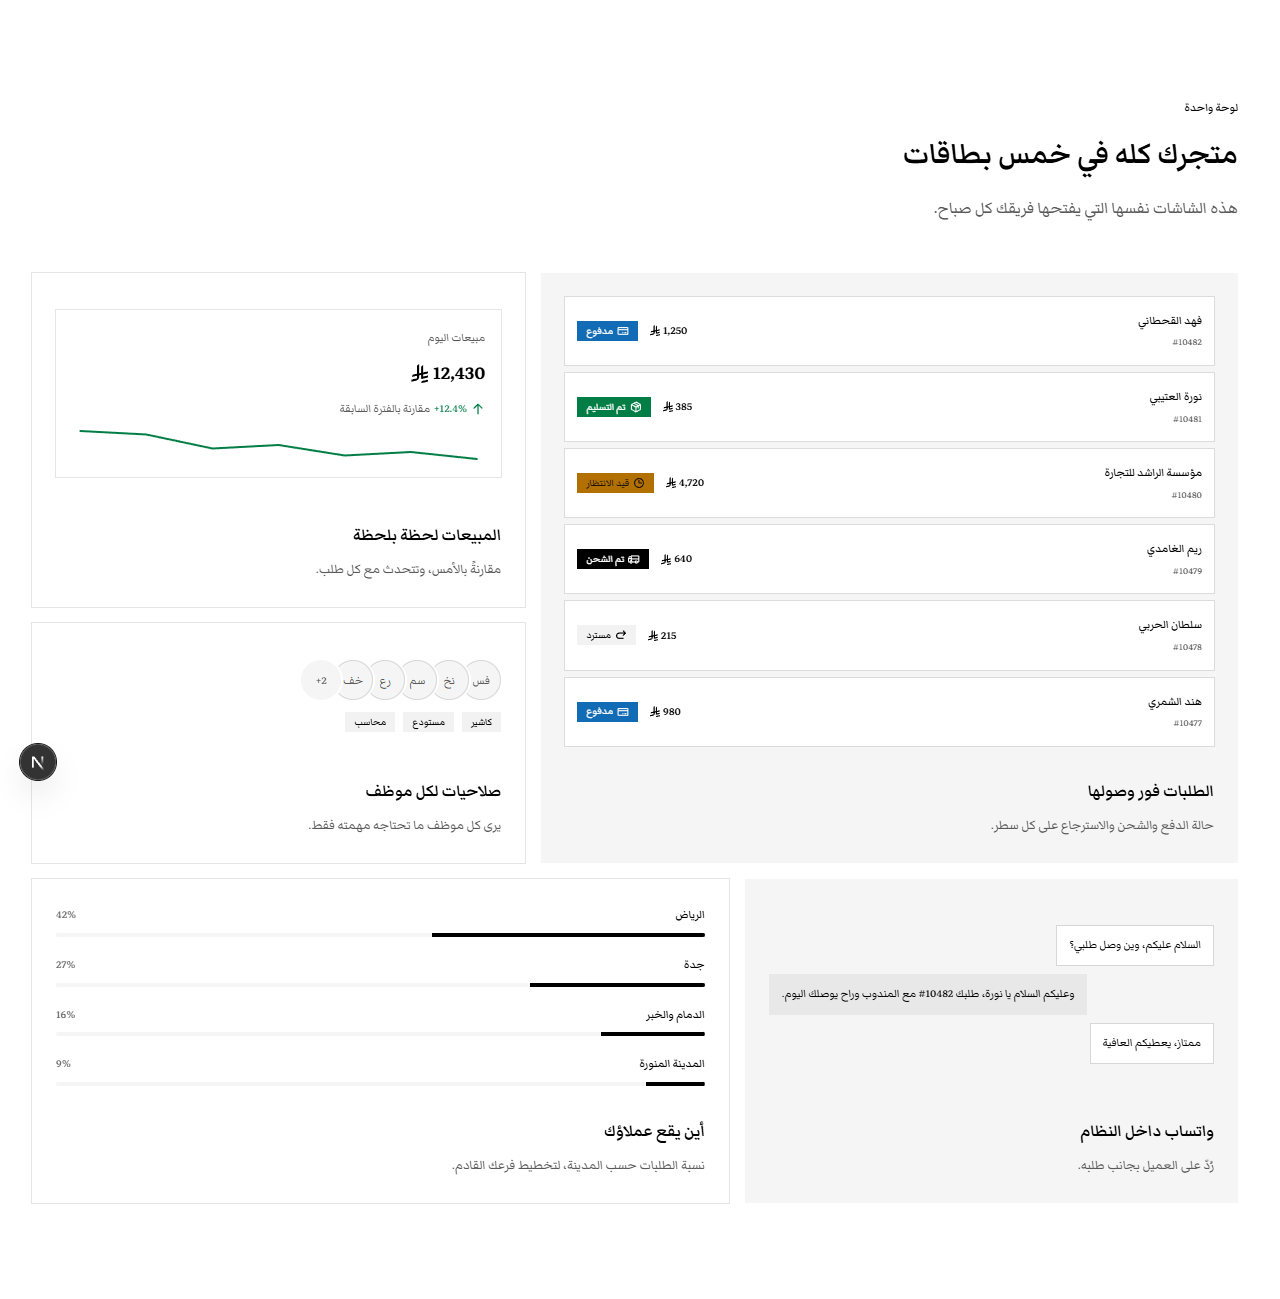 لوحة واحدة
متجرك كله في خمس بطاقات
هذه الشاشات نفسها التي يفتحها فريقك كل صباح.
فهد القحطاني
#10482
1,250
مدفوع
نورة العتيبي
#10481
385
تم التسليم
مؤسسة الراشد للتجارة
#10480
4,720
قيد الانتظار
ريم الغامدي
#10479
640
تم الشحن
سلطان الحربي
#10478
215
مسترد
هند الشمري
#10477
980
مدفوع
الطلبات فور وصولها
حالة الدفع والشحن والاسترجاع على كل سطر.
مبيعات اليوم
12,430
+12.4% مقارنة بالفترة السابقة
المبيعات لحظة بلحظة
مقارنةً بالأمس، وتتحدث مع كل طلب.
فس نخ سم رع خف +2
كاشير مستودع محاسب
صلاحيات لكل موظف
يرى كل موظف ما تحتاجه مهمته فقط.
السلام عليكم، وين وصل طلبي؟
وعليكم السلام يا نورة، طلبك #10482 مع المندوب وراح يوصلك اليوم.
ممتاز، يعطيكم العافية
واتساب داخل النظام
رُدّ على العميل بجانب طلبه.
الرياض 42%
جدة 27%
الدمام والخبر 16%
المدينة المنورة 9%
أين يقع عملاؤك
نسبة الطلبات حسب المدينة، لتخطيط فرعك القادم.
N